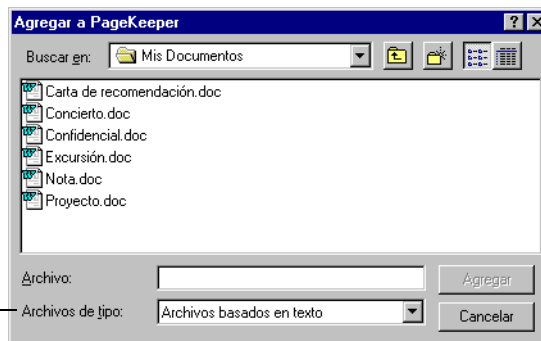 Agregar a PageKeeper
Buscar en: Mis Documentos
Carta de recomendación.doc
Concierto.doc
Confidencial.doc
Excursión.doc
Nota.doc
Proyecto.doc
Archivo: Agregar
Archivos de tipo: Archivos basados en texto Cancelar